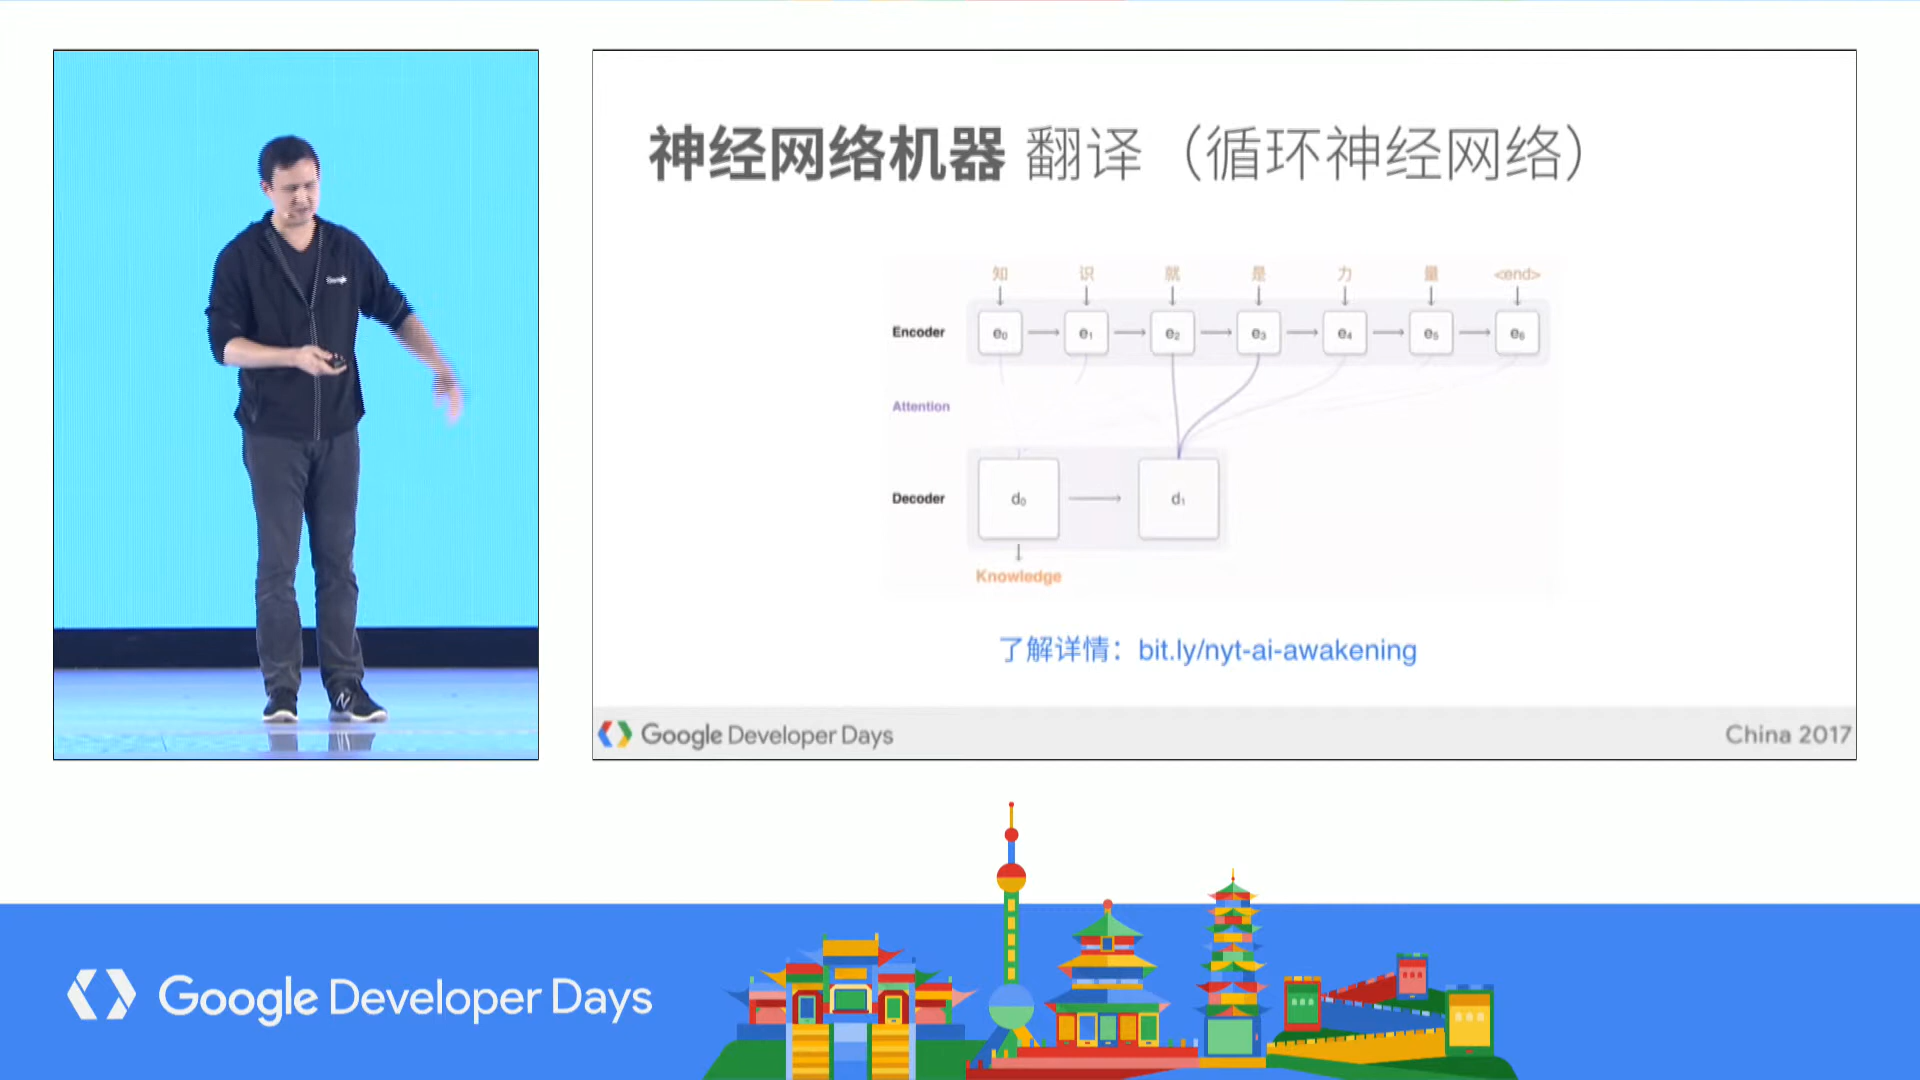 神经网络机器 翻译（循环神经网络）
知 识 就 是 力 量 <end>
Encoder e₀ e₁ e₂ e₃ e₄ e₅ e₆
Attention
Decoder d₀ d₁
Knowledge
了解详情：bit.ly/nyt-ai-awakening
Google Developer Days China 2017
Google Developer Days